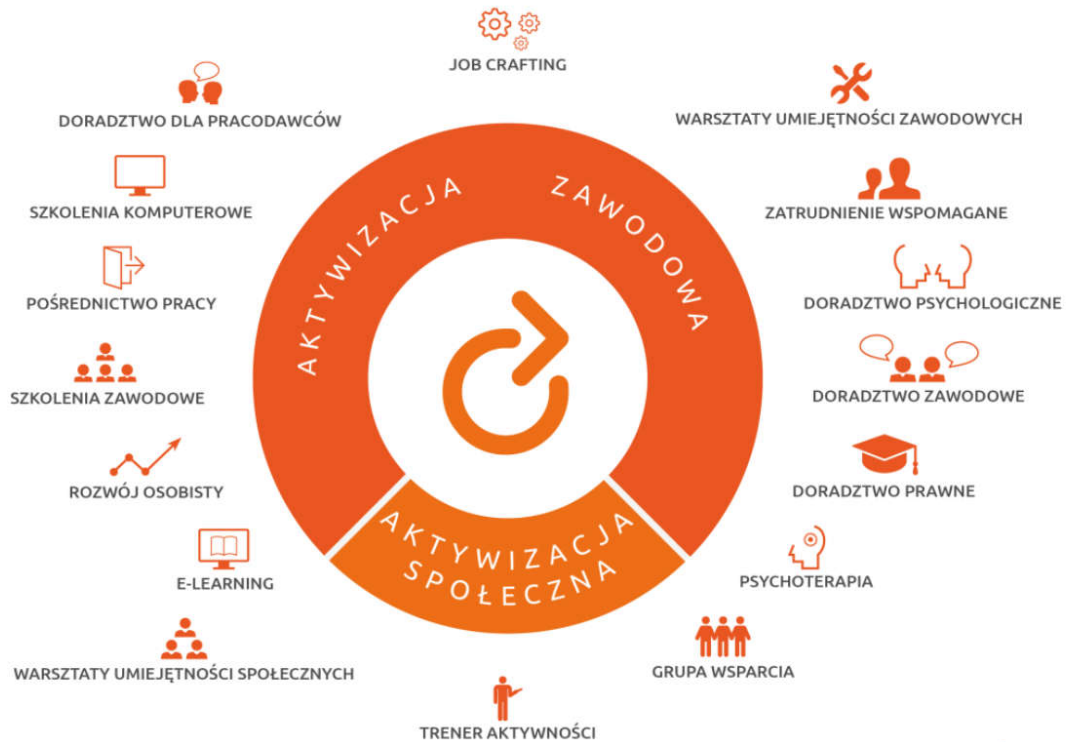 JOB CRAFTING
DORADZTWO DLA PRACODAWCÓW
WARSZTATY UMIEJĘTNOŚCI ZAWODOWYCH
AKTYWIZACJA ZAWODOWA
SZKOLENIA KOMPUTEROWE
ZATRUDNIENIE WSPOMAGANE
POŚREDNICTWO PRACY
DORADZTWO PSYCHOLOGICZNE
SZKOLENIA ZAWODOWE
DORADZTWO ZAWODOWE
ROZWÓJ OSOBISTY
DORADZTWO PRAWNE
AKTYWIZACJA
SPOŁECZNA
E-LEARNING
PSYCHOTERAPIA
WARSZTATY UMIEJĘTNOŚCI SPOŁECZNYCH
GRUPA WSPARCIA
TRENER AKTYWNOŚCI